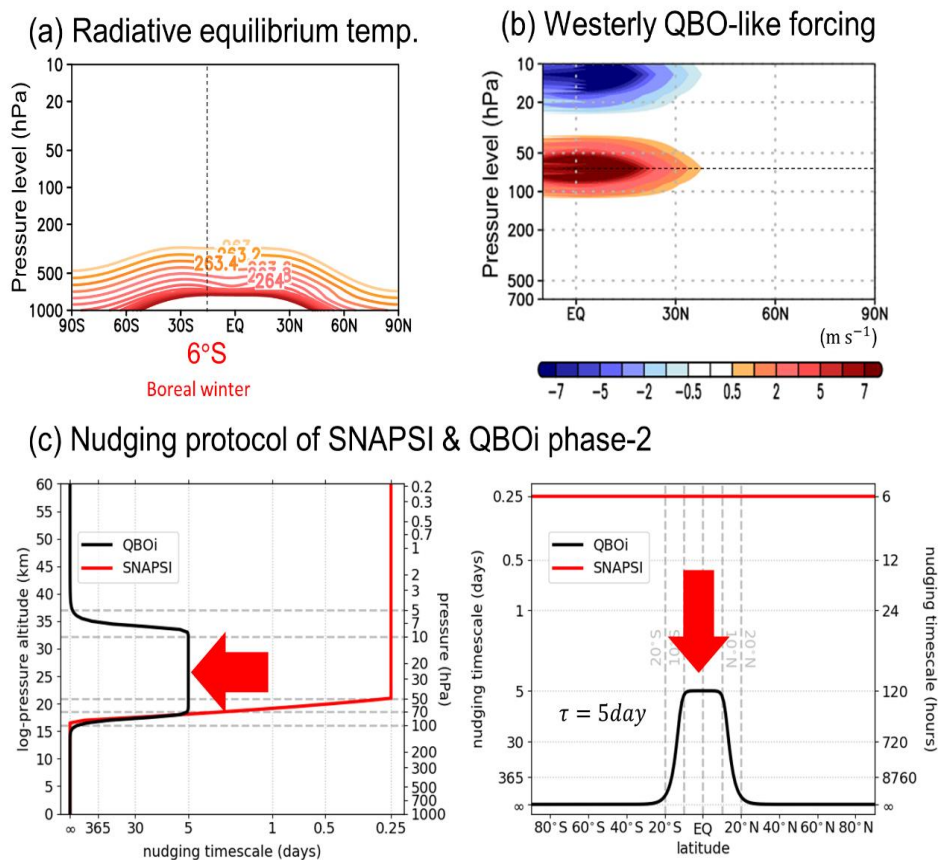 (a) Radiative equilibrium temp.
(b) Westerly QBO-like forcing
Pressure level (hPa)
10
20
50
100
200
500
1000
263.2
263.4
264
90S 60S 30S EQ 30N 60N 90N
6°S
Boreal winter
Pressure level (hPa)
10
20
50
100
200
500
700
EQ 30N 60N 90N
(m s⁻¹)
-7 -5 -2 -0.5 0.5 2 5 7
(c) Nudging protocol of SNAPSI & QBOi phase-2
log-pressure altitude (km)
60
55
50
45
40
35
30
25
20
15
10
5
0
QBOi
SNAPSI
0.2
0.3
0.5
0.7
1
2
3
5
7
10
20
30
50
70
100
200
300
500
1000
pressure (hPa)
∞ 365 30 5 1 0.5 0.25
nudging timescale (days)
nudging timescale (days)
0.25
0.5
1
5
30
365
∞
QBOi
SNAPSI
20°S
10°S
10°N
20°N
τ = 5day
6
12
24
120
720
8760
∞
nudging timescale (hours)
80°S 60°S 40°S 20°S EQ 20°N 40°N 60°N 80°N
latitude